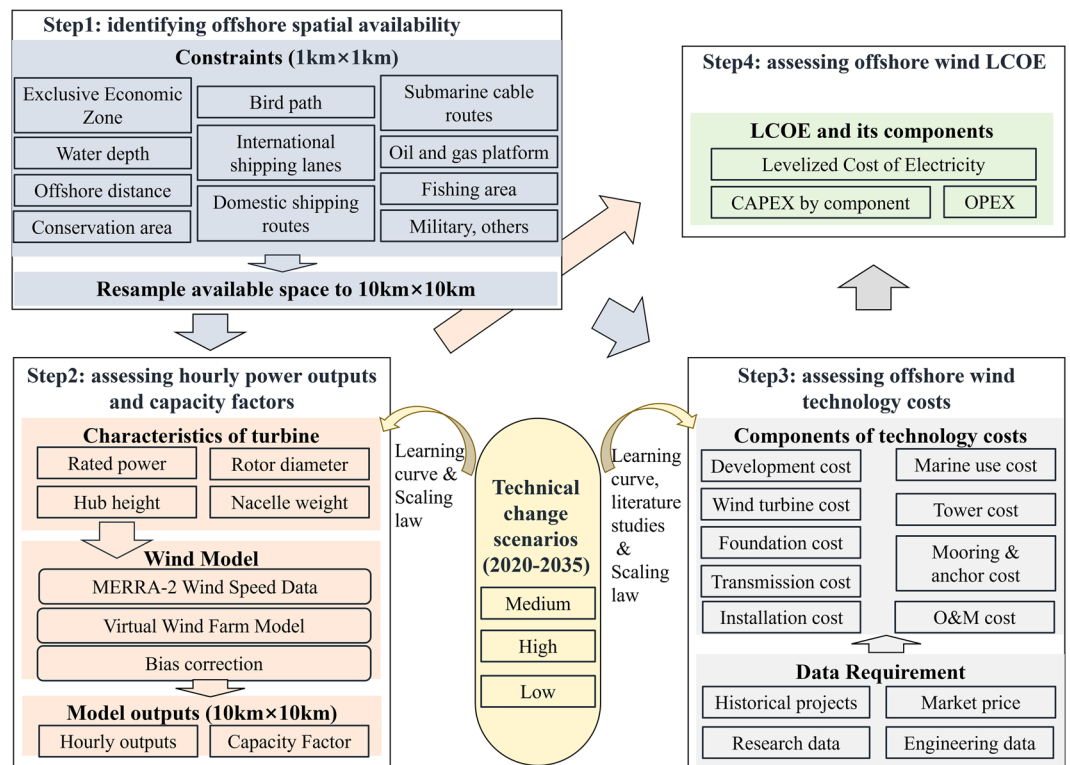 Step1: identifying offshore spatial availability
Constraints (1km×1km)
Exclusive Economic
Zone
Water depth
Offshore distance
Conservation area
Bird path
International
shipping lanes
Domestic shipping
routes
Submarine cable
routes
Oil and gas platform
Fishing area
Military, others
Resample available space to 10km×10km
Step2: assessing hourly power outputs
and capacity factors
Characteristics of turbine
Rated power
Rotor diameter
Hub height
Nacelle weight
Wind Model
MERRA-2 Wind Speed Data
Virtual Wind Farm Model
Bias correction
Model outputs (10km×10km)
Hourly outputs
Capacity Factor
Learning
curve &
Scaling
law
Technical
change
scenarios
(2020-2035)
Medium
High
Low
Learning
curve,
literature
studies
&
Scaling
law
Step3: assessing offshore wind
technology costs
Components of technology costs
Development cost
Wind turbine cost
Foundation cost
Transmission cost
Installation cost
Marine use cost
Tower cost
Mooring &
anchor cost
O&M cost
Data Requirement
Historical projects
Market price
Research data
Engineering data
Step4: assessing offshore wind LCOE
LCOE and its components
Levelized Cost of Electricity
CAPEX by component
OPEX